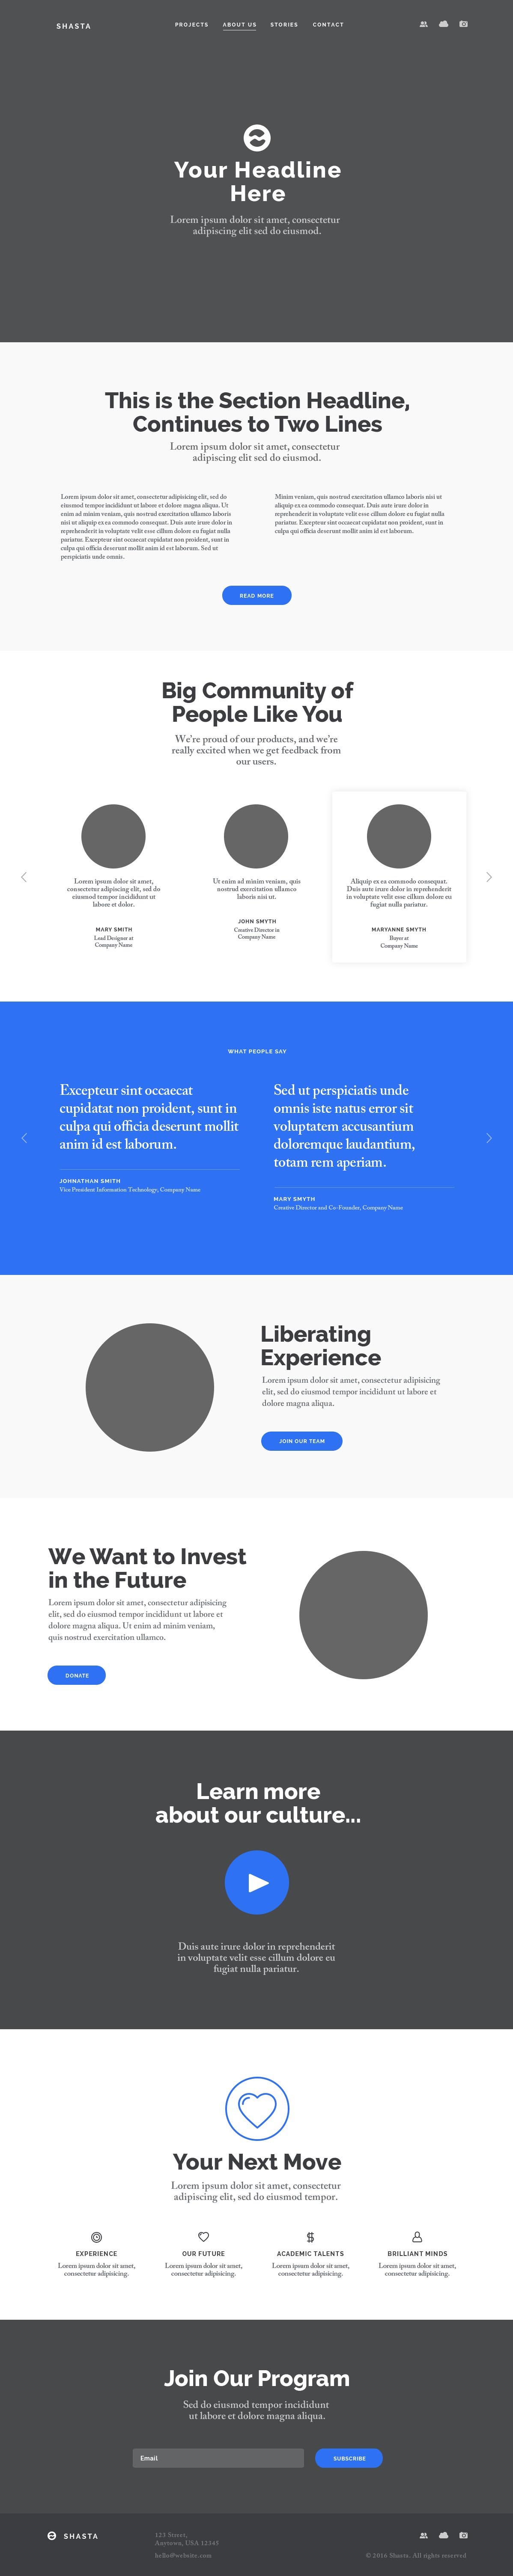 SHASTA
PROJECTS ABOUT US STORIES CONTACT
Your Headline
Here
Lorem ipsum dolor sit amet, consectetur
adipiscing elit sed do eiusmod.
This is the Section Headline,
Continues to Two Lines
Lorem ipsum dolor sit amet, consectetur
adipiscing elit sed do eiusmod.
Lorem ipsum dolor sit amet, consectetur adipisicing elit, sed do
eiusmod tempor incididunt ut labore et dolore magna aliqua. Ut
enim ad minim veniam, quis nostrud exercitation ullamco laboris
nisi ut aliquip ex ea commodo consequat. Duis aute irure dolor in
reprehenderit in voluptate velit esse cillum dolore eu fugiat nulla
pariatur. Excepteur sint occaecat cupidatat non proident, sunt in
culpa qui officia deserunt mollit anim id est laborum. Sed ut
perspiciatis unde omnis.
Minim veniam, quis nostrud exercitation ullamco laboris nisi ut
aliquip ex ea commodo consequat. Duis aute irure dolor in
reprehenderit in voluptate velit esse cillum dolore eu fugiat nulla
pariatur. Excepteur sint occaecat cupidatat non proident, sunt in
culpa qui officia deserunt mollit anim id est laborum.
READ MORE
Big Community of
People Like You
We're proud of our products, and we're
really excited when we get feedback from
our users.
Lorem ipsum dolor sit amet,
consectetur adipiscing elit, sed do
eiusmod tempor incididunt ut
labore et dolor.
MARY SMITH
Lead Designer at
Company Name
Ut enim ad minim veniam, quis
nostrud exercitation ullamco
laboris nisi ut.
JOHN SMYTH
Creative Director in
Company Name
Aliquip ex ea commodo consequat.
Duis aute irure dolor in reprehenderit
in voluptate velit esse cillum dolore eu
fugiat nulla pariatur.
MARYANNE SMYTH
Buyer at
Company Name
WHAT PEOPLE SAY
Excepteur sint occaecat
cupidatat non proident, sunt in
culpa qui officia deserunt mollit
anim id est laborum.
JOHNATHAN SMITH
Vice President Information Technology, Company Name
Sed ut perspiciatis unde
omnis iste natus error sit
voluptatem accusantium
doloremque laudantium,
totam rem aperiam.
MARY SMYTH
Creative Director and Co-Founder, Company Name
Liberating
Experience
Lorem ipsum dolor sit amet, consectetur adipisicing
elit, sed do eiusmod tempor incididunt ut labore et
dolore magna aliqua.
JOIN OUR TEAM
We Want to Invest
in the Future
Lorem ipsum dolor sit amet, consectetur adipisicing
elit, sed do eiusmod tempor incididunt ut labore et
dolore magna aliqua. Ut enim ad minim veniam,
quis nostrud exercitation ullamco.
DONATE
Learn more
about our culture...
Duis aute irure dolor in reprehenderit
in voluptate velit esse cillum dolore eu
fugiat nulla pariatur.
Your Next Move
Lorem ipsum dolor sit amet, consectetur
adipiscing elit, sed do eiusmod tempor.
EXPERIENCE
Lorem ipsum dolor sit amet,
consectetur adipisicing.
OUR FUTURE
Lorem ipsum dolor sit amet,
consectetur adipisicing.
ACADEMIC TALENTS
Lorem ipsum dolor sit amet,
consectetur adipisicing.
BRILLIANT MINDS
Lorem ipsum dolor sit amet,
consectetur adipisicing.
Join Our Program
Sed do eiusmod tempor incididunt
ut labore et dolore magna aliqua.
Email
SUBSCRIBE
SHASTA
123 Street,
Anytown, USA 12345
hello@website.com
© 2016 Shasta. All rights reserved